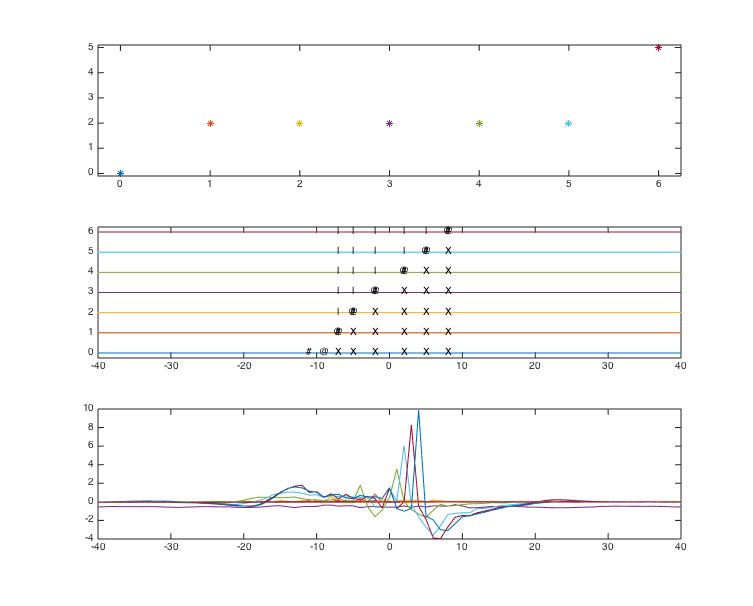 5
4
3
2
1
0
0 1 2 3 4 5 6
6 | | | | | | #
5 | | | | @ X
4 | | | @ X X
3 | | @ X X X
2 | @ X X X X
1 @ X X X X X
0 # @ X X X X X X
-40 -30 -20 -10 0 10 20 30 40
10
8
6
4
2
0
-2
-4
-40 -30 -20 -10 0 10 20 30 40